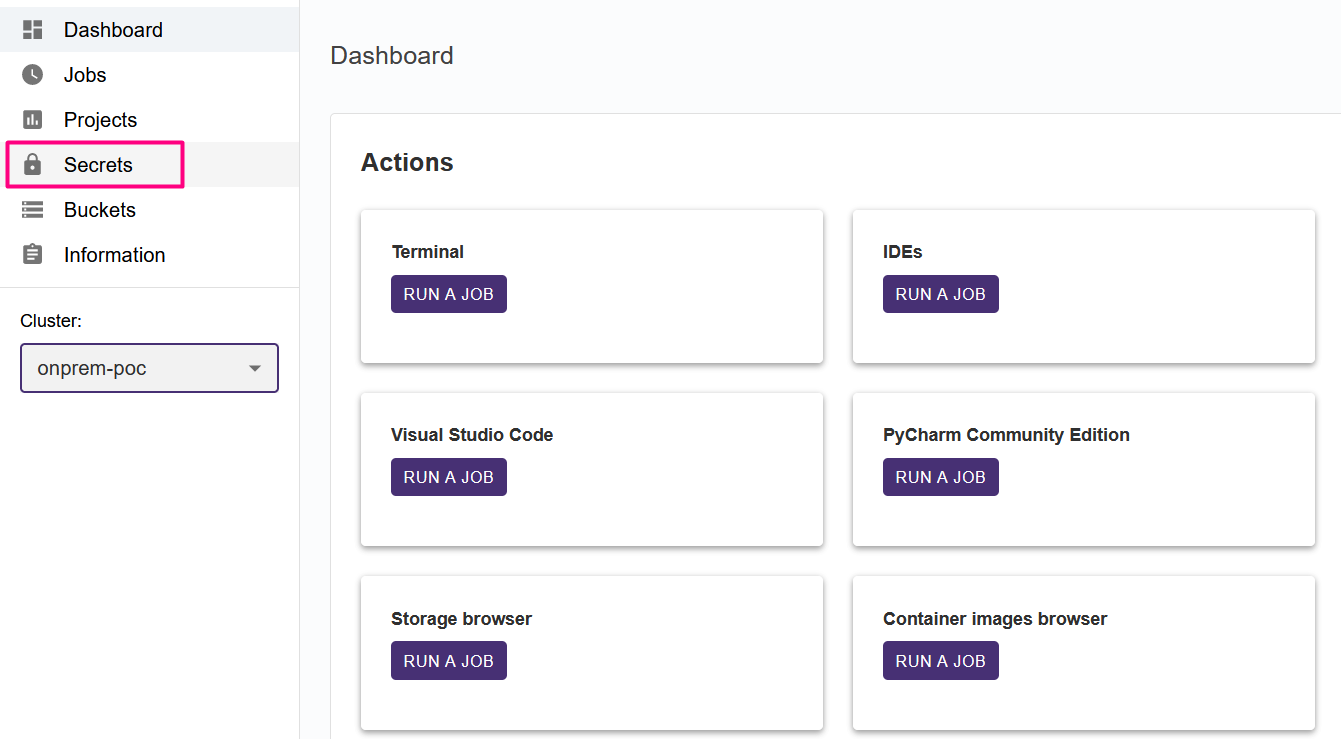 Dashboard
Jobs
Projects
Secrets
Buckets
Information
Cluster:
onprem-poc
Dashboard
Actions
Terminal
RUN A JOB
IDEs
RUN A JOB
Visual Studio Code
RUN A JOB
PyCharm Community Edition
RUN A JOB
Storage browser
RUN A JOB
Container images browser
RUN A JOB